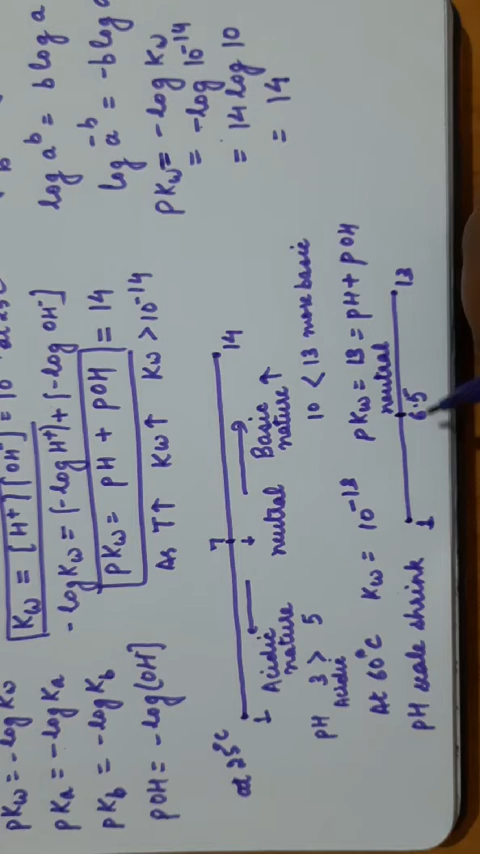 pKw = -log Kw
pKa = -log Ka
pKb = -log Kb
pOH = -log[OH⁻]
Kw = [H⁺][OH⁻] = 10
-log Kw = [-log H⁺] + [-log OH⁻]
pKw = pH + pOH = 14
As T↑ Kw↑ Kw > 10⁻¹⁴
log aᵇ = b log a
log a⁻ᵇ = -b log a
pKw = -log Kw
= -log 10⁻¹⁴
= 14 log 10
= 14
at 25°C
7
14
1
Acidic nature
neutral
Basic nature ↑
pH 3 > 5
Acidic
10 < 13 more basic
At 60°C Kw = 10⁻¹³ pKw = 13 = pH + pOH
neutral
pH scale shrink
1
6.5
13